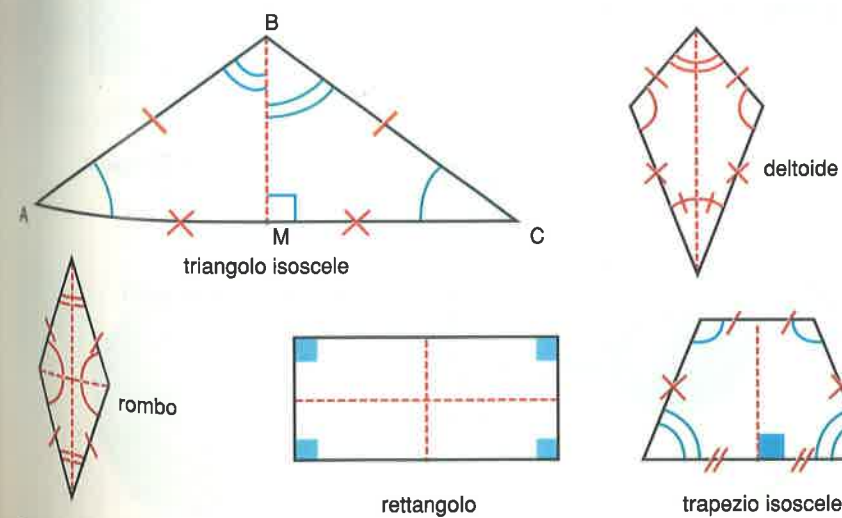 B
A
M
C
triangolo isoscele
deltoide
rombo
rettangolo
trapezio isoscele